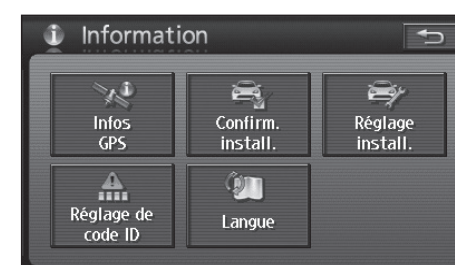 Information
Infos
GPS
Confirm.
install.
Réglage
install.
Réglage de
code ID
Langue